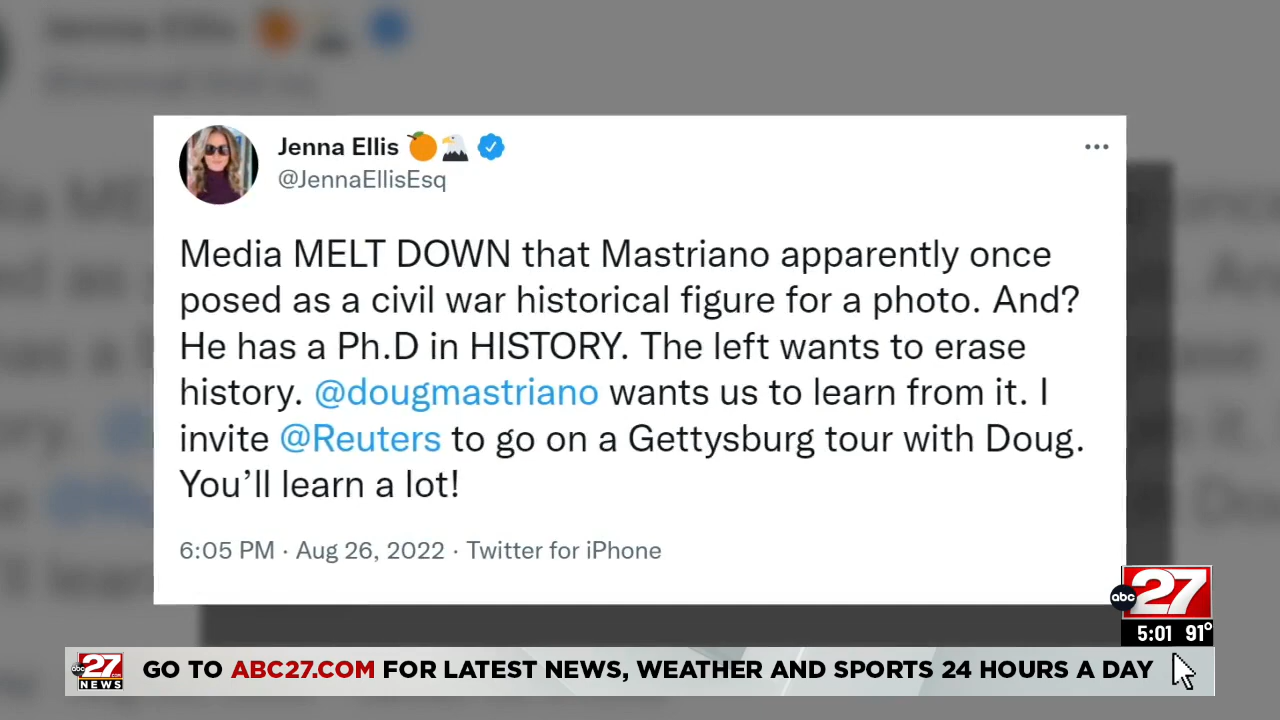 Jenna Ellis 🍊🦅
@JennaEllisEsq
Media MELT DOWN that Mastriano apparently once
posed as a civil war historical figure for a photo. And?
He has a Ph.D in HISTORY. The left wants to erase
history. @dougmastriano wants us to learn from it. I
invite @Reuters to go on a Gettysburg tour with Doug.
You’ll learn a lot!
6:05 PM · Aug 26, 2022 · Twitter for iPhone
abc 27
5:01 91°
abc 27 .COM NEWS GO TO ABC27.COM FOR LATEST NEWS, WEATHER AND SPORTS 24 HOURS A DAY